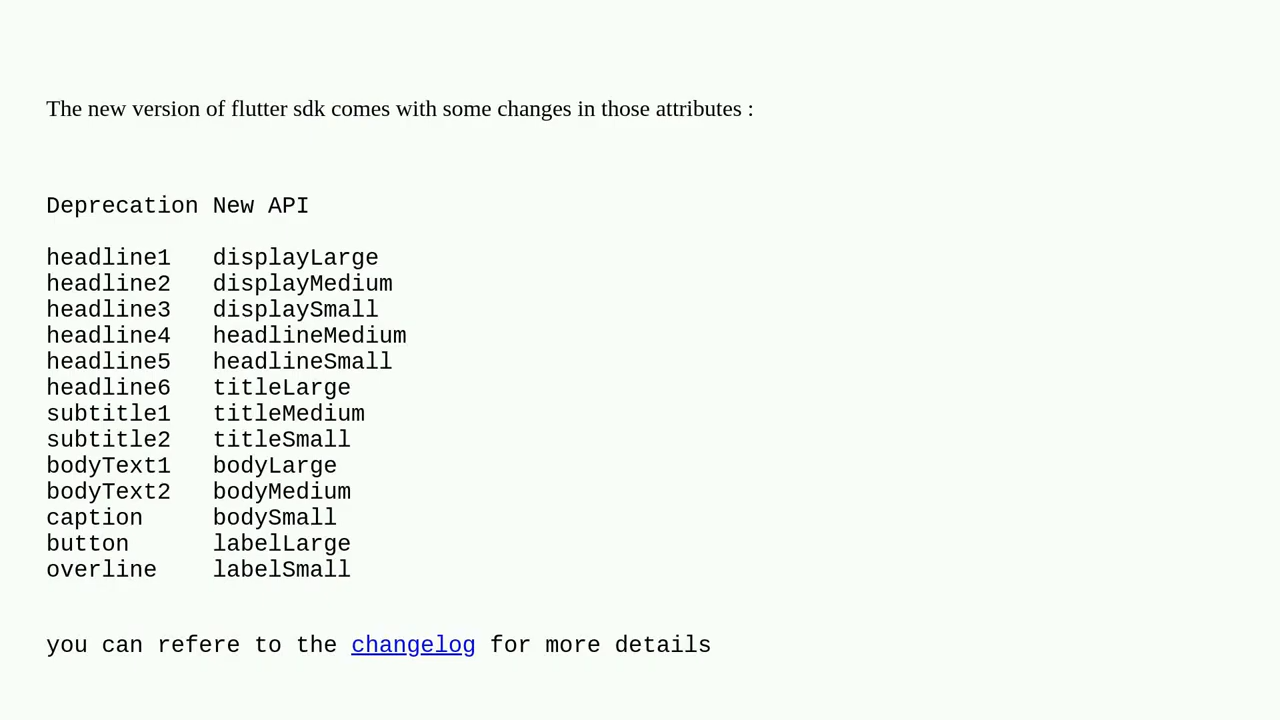 The new version of flutter sdk comes with some changes in those attributes :
Deprecation New API
headline1   displayLarge
headline2   displayMedium
headline3   displaySmall
headline4   headlineMedium
headline5   headlineSmall
headline6   titleLarge
subtitle1   titleMedium
subtitle2   titleSmall
bodyText1   bodyLarge
bodyText2   bodyMedium
caption     bodySmall
button      labelLarge
overline    labelSmall
you can refere to the changelog for more details